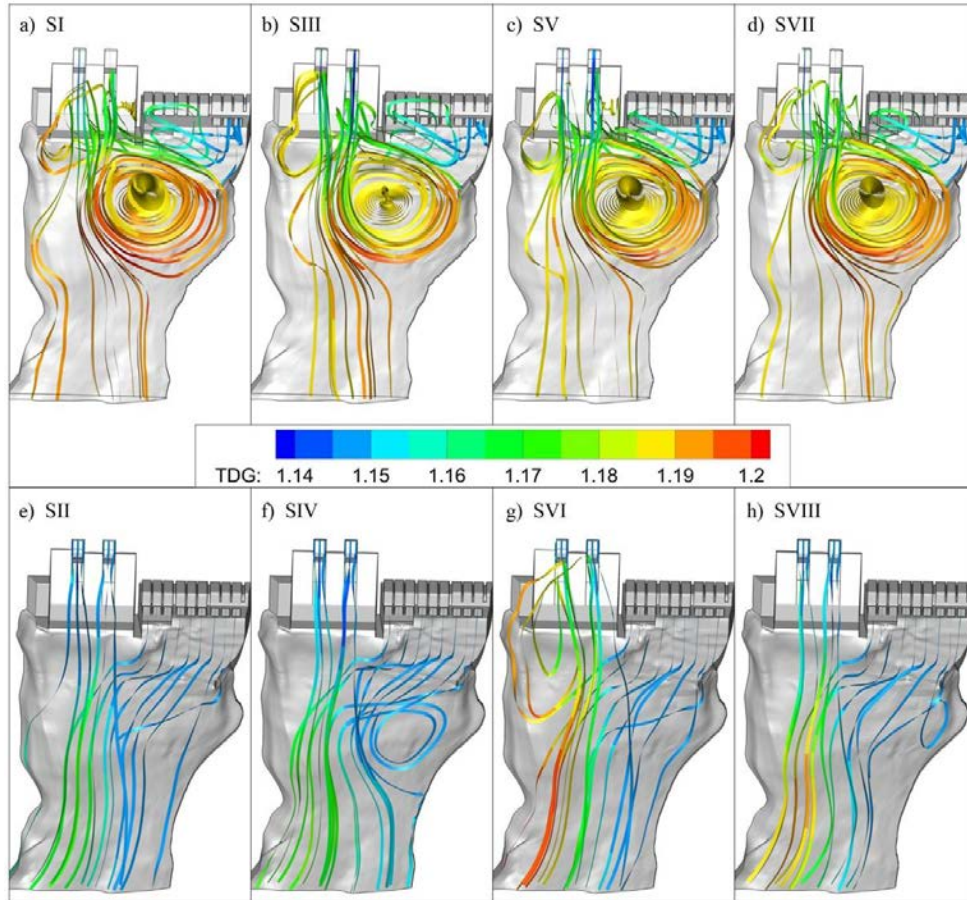 a) SI
b) SIII
c) SV
d) SVII
TDG: 1.14 1.15 1.16 1.17 1.18 1.19 1.2
e) SII
f) SIV
g) SVI
h) SVIII